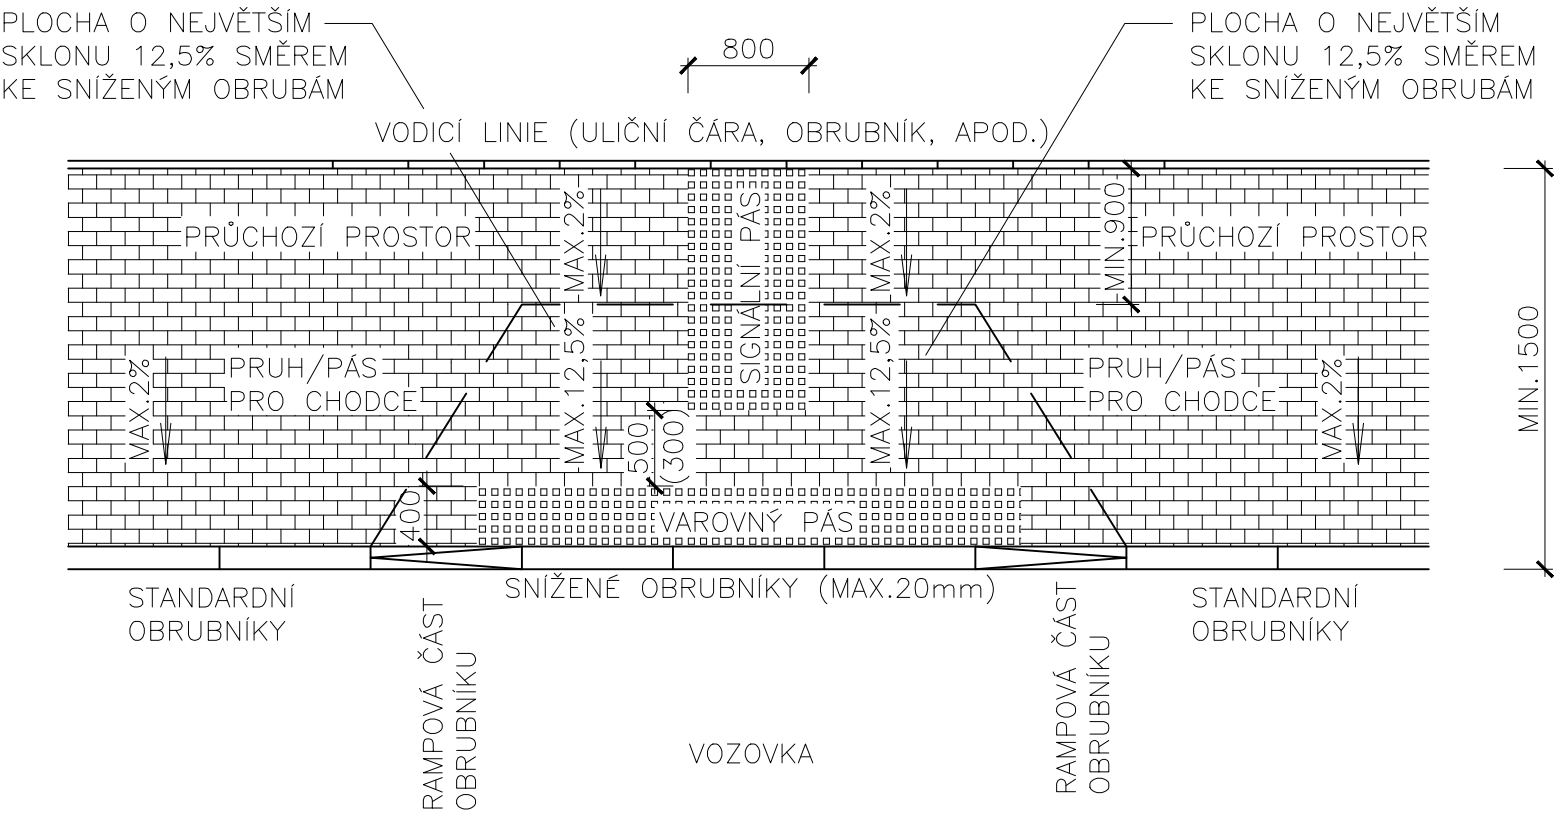 PLOCHA O NEJVĚTŠÍM
SKLONU 12,5% SMĚREM
KE SNÍŽENÝM OBRUBÁM
800
PLOCHA O NEJVĚTŠÍM
SKLONU 12,5% SMĚREM
KE SNÍŽENÝM OBRUBÁM
VODICÍ LINIE (ULIČNÍ ČÁRA, OBRUBNÍK, APOD.)
PRŮCHOZÍ PROSTOR
MAX.2%
SIGNÁLNÍ PÁS
MAX.2%
MIN.900
PRŮCHOZÍ PROSTOR
MAX.2%
PRUH/PÁS
PRO CHODCE
MAX.12,5%
500
(300)
MAX.12,5%
PRUH/PÁS
PRO CHODCE
MAX.2%
MIN.1500
400
VAROVNÝ PÁS
STANDARDNÍ
OBRUBNÍKY
SNÍŽENÉ OBRUBNÍKY (MAX.20mm)
STANDARDNÍ
OBRUBNÍKY
RAMPOVÁ ČÁST
OBRUBNÍKU
RAMPOVÁ ČÁST
OBRUBNÍKU
VOZOVKA